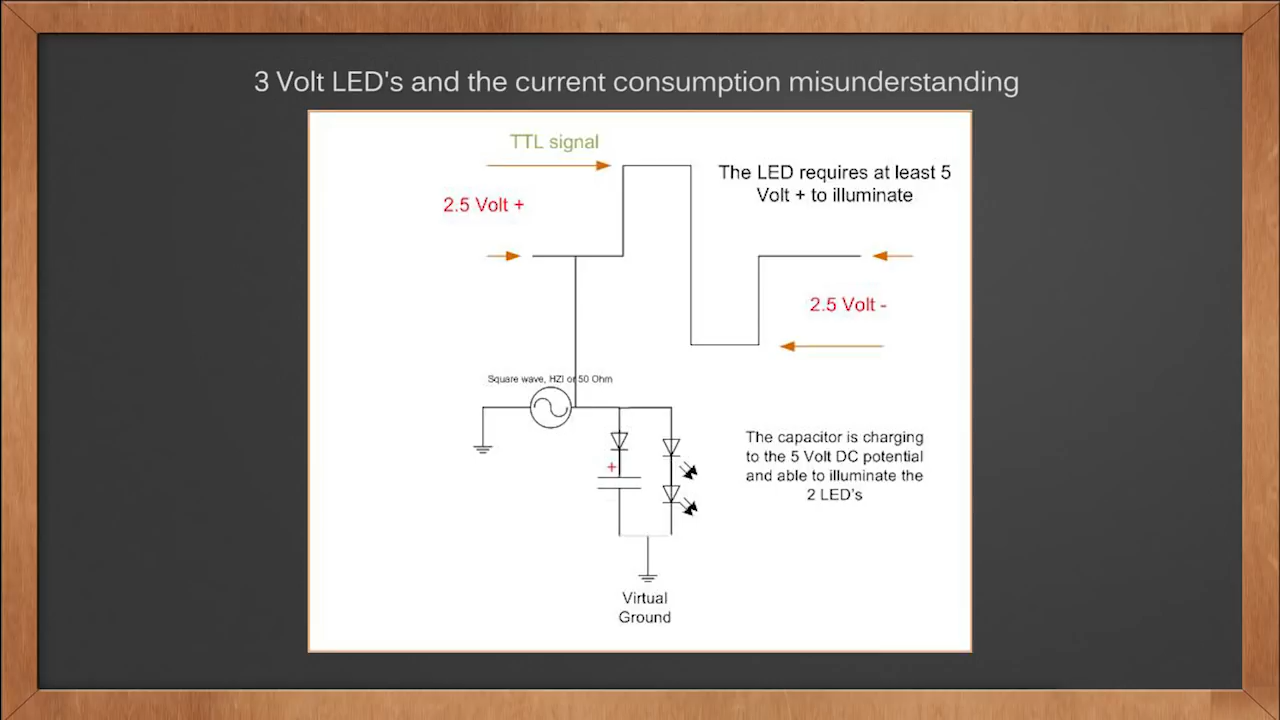 3 Volt LED's and the current consumption misunderstanding
TTL signal
The LED requires at least 5
Volt + to illuminate
2.5 Volt +
2.5 Volt -
Square wave, HZI or 50 Ohm
The capacitor is charging
to the 5 Volt DC potential
and able to illuminate the
2 LED's
+
Virtual
Ground